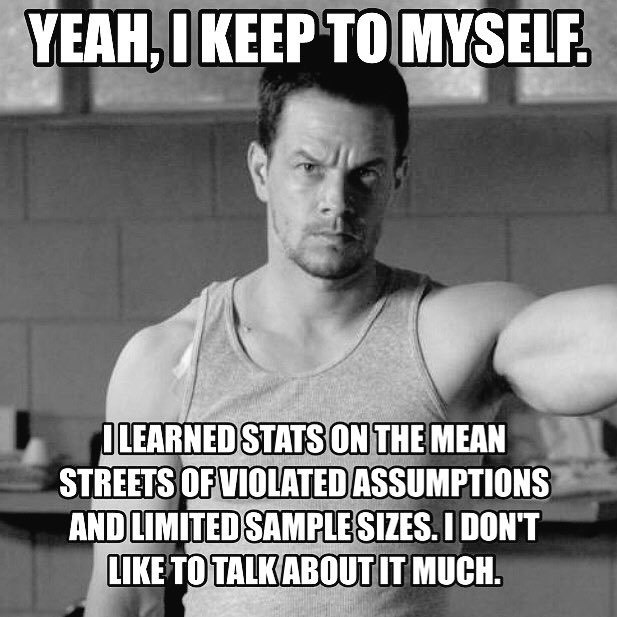 YEAH, I KEEP TO MYSELF.
I LEARNED STATS ON THE MEAN
STREETS OF VIOLATED ASSUMPTIONS
AND LIMITED SAMPLE SIZES. I DON'T
LIKE TO TALK ABOUT IT MUCH.